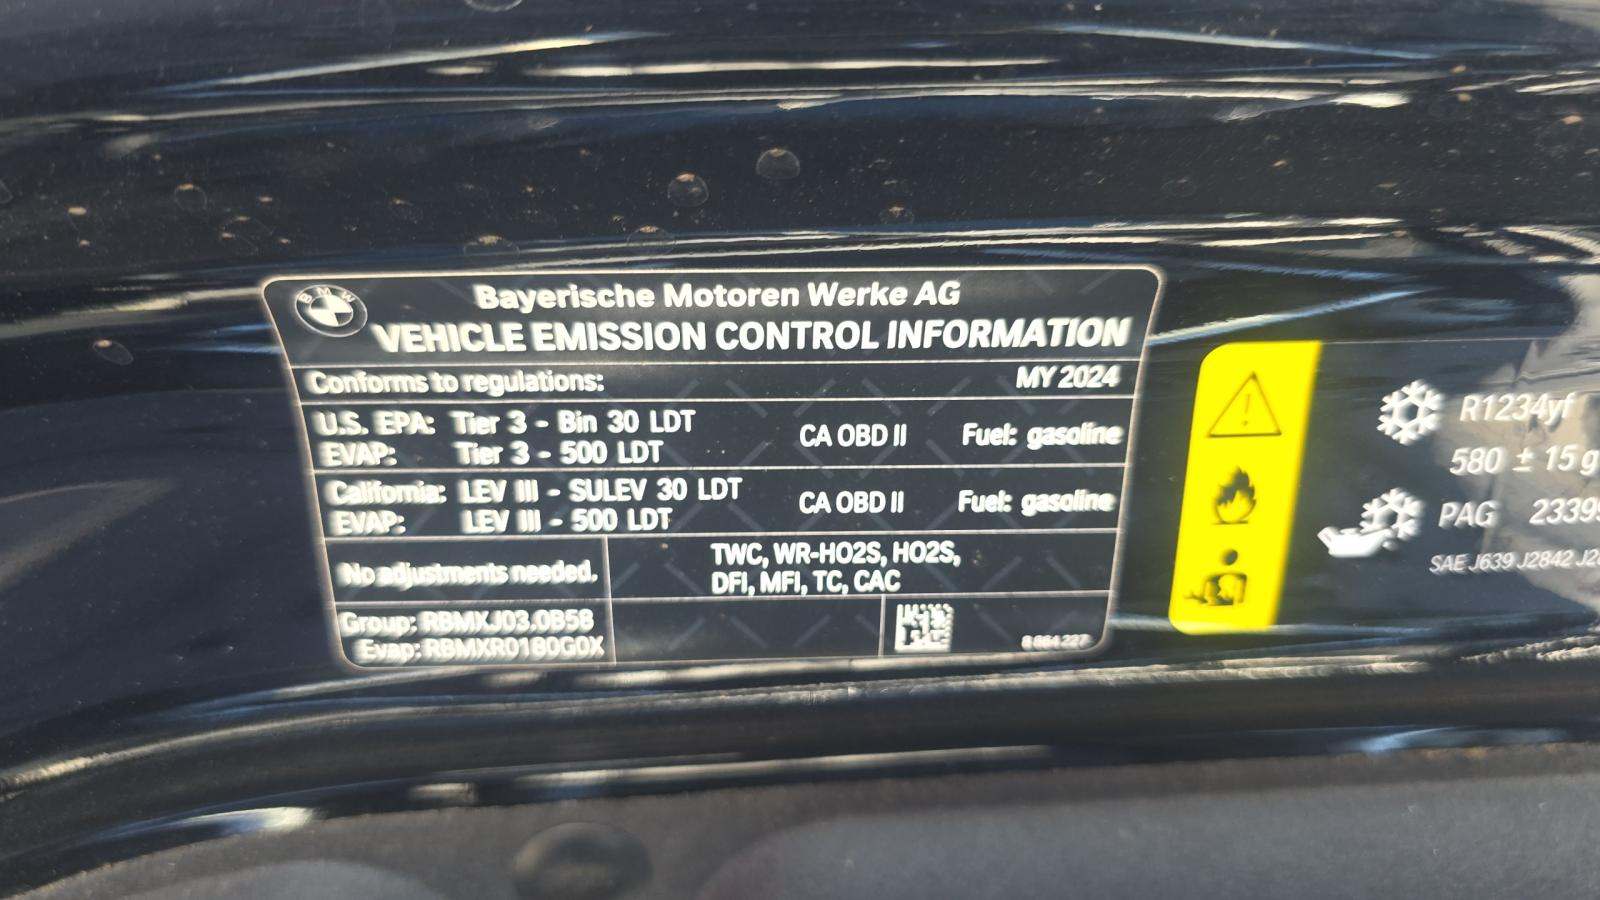 BMW
Bayerische Motoren Werke AG
VEHICLE EMISSION CONTROL INFORMATION
Conforms to regulations: MY 2024
U.S. EPA: Tier 3 - Bin 30 LDT CA OBD II Fuel: gasoline
EVAP: Tier 3 - 500 LDT
California: LEV III - SULEV 30 LDT CA OBD II Fuel: gasoline
EVAP: LEV III - 500 LDT
No adjustments needed.
TWC, WR-HO2S, HO2S,
DFI, MFI, TC, CAC
Group: RBMXJ03.0B58
Evap: RBMXR0180G0X
R1234yf
580 ± 15 g
PAG
SAE J639 J2842